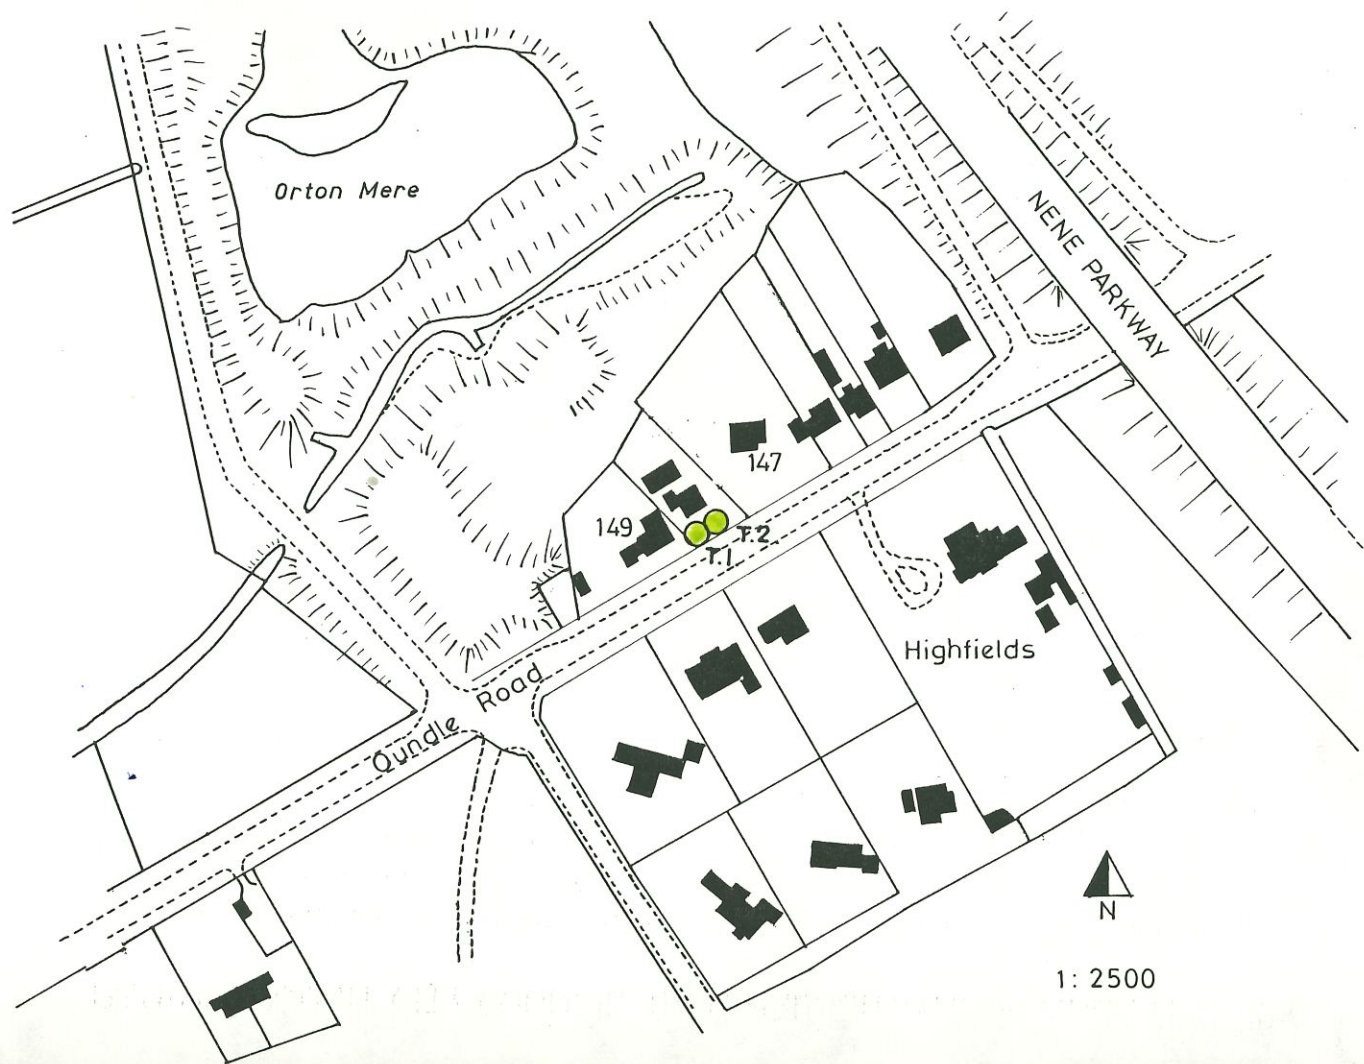 Orton Mere
NENE PARKWAY
147
149
T.2
T.1
Highfields
Oundle Road
N
1: 2500